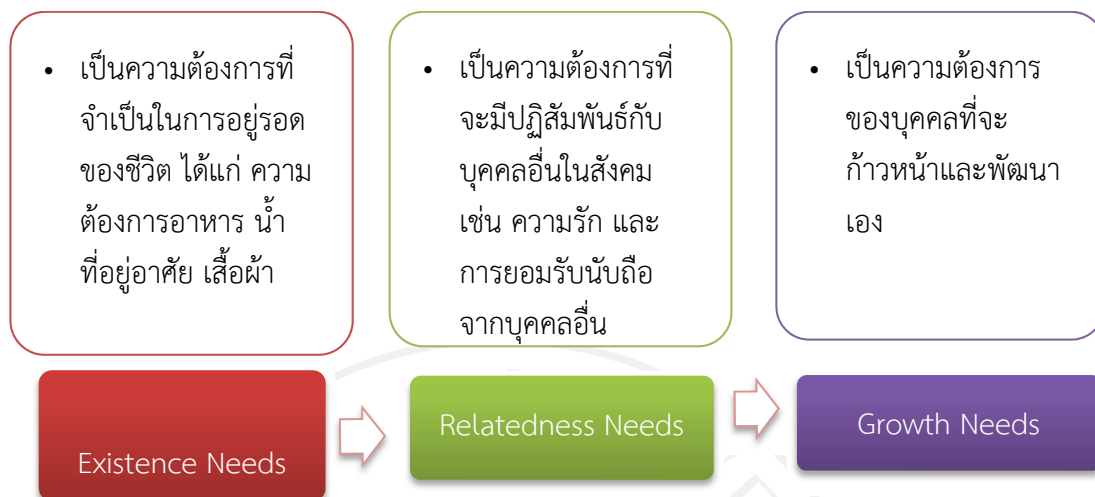 • เป็นความต้องการที่
จำเป็นในการอยู่รอด
ของชีวิต ได้แก่ ความ
ต้องการอาหาร น้ำ
ที่อยู่อาศัย เสื้อผ้า
• เป็นความต้องการที่
จะมีปฏิสัมพันธ์กับ
บุคคลอื่นในสังคม
เช่น ความรัก และ
การยอมรับนับถือ
จากบุคคลอื่น
• เป็นความต้องการ
ของบุคคลที่จะ
ก้าวหน้าและพัฒนา
เอง
Existence Needs
Relatedness Needs
Growth Needs